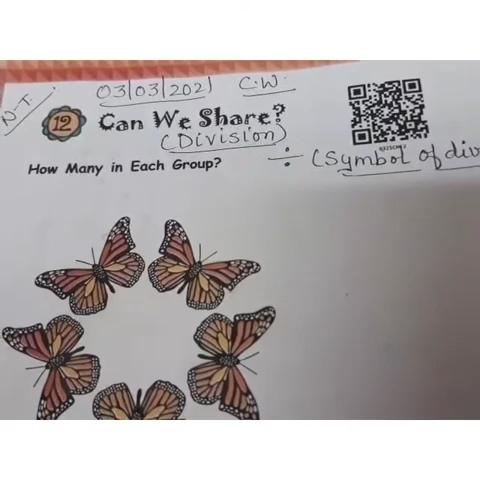 N.T. 03/03/2021 C.W.
12 Can We Share?
(Division)
÷ (Symbol of div
How Many in Each Group?